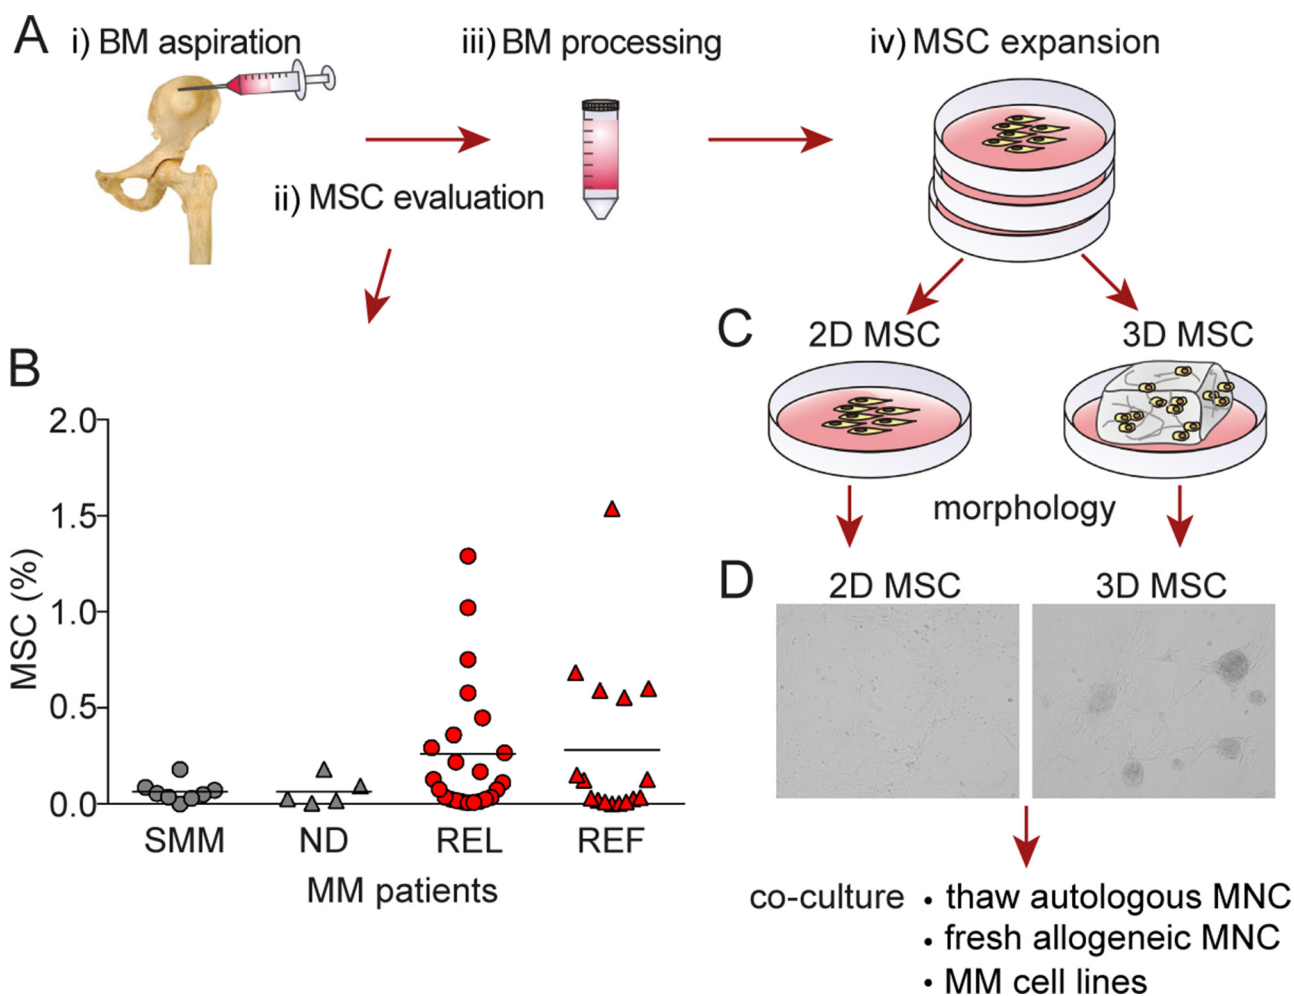 A
i) BM aspiration
iii) BM processing
iv) MSC expansion
ii) MSC evaluation
B
2.0
1.5
1.0
0.5
0.0
MSC (%)
SMM ND REL REF
MM patients
C
2D MSC 3D MSC
morphology
D
2D MSC 3D MSC
co-culture • thaw autologous MNC
• fresh allogeneic MNC
• MM cell lines